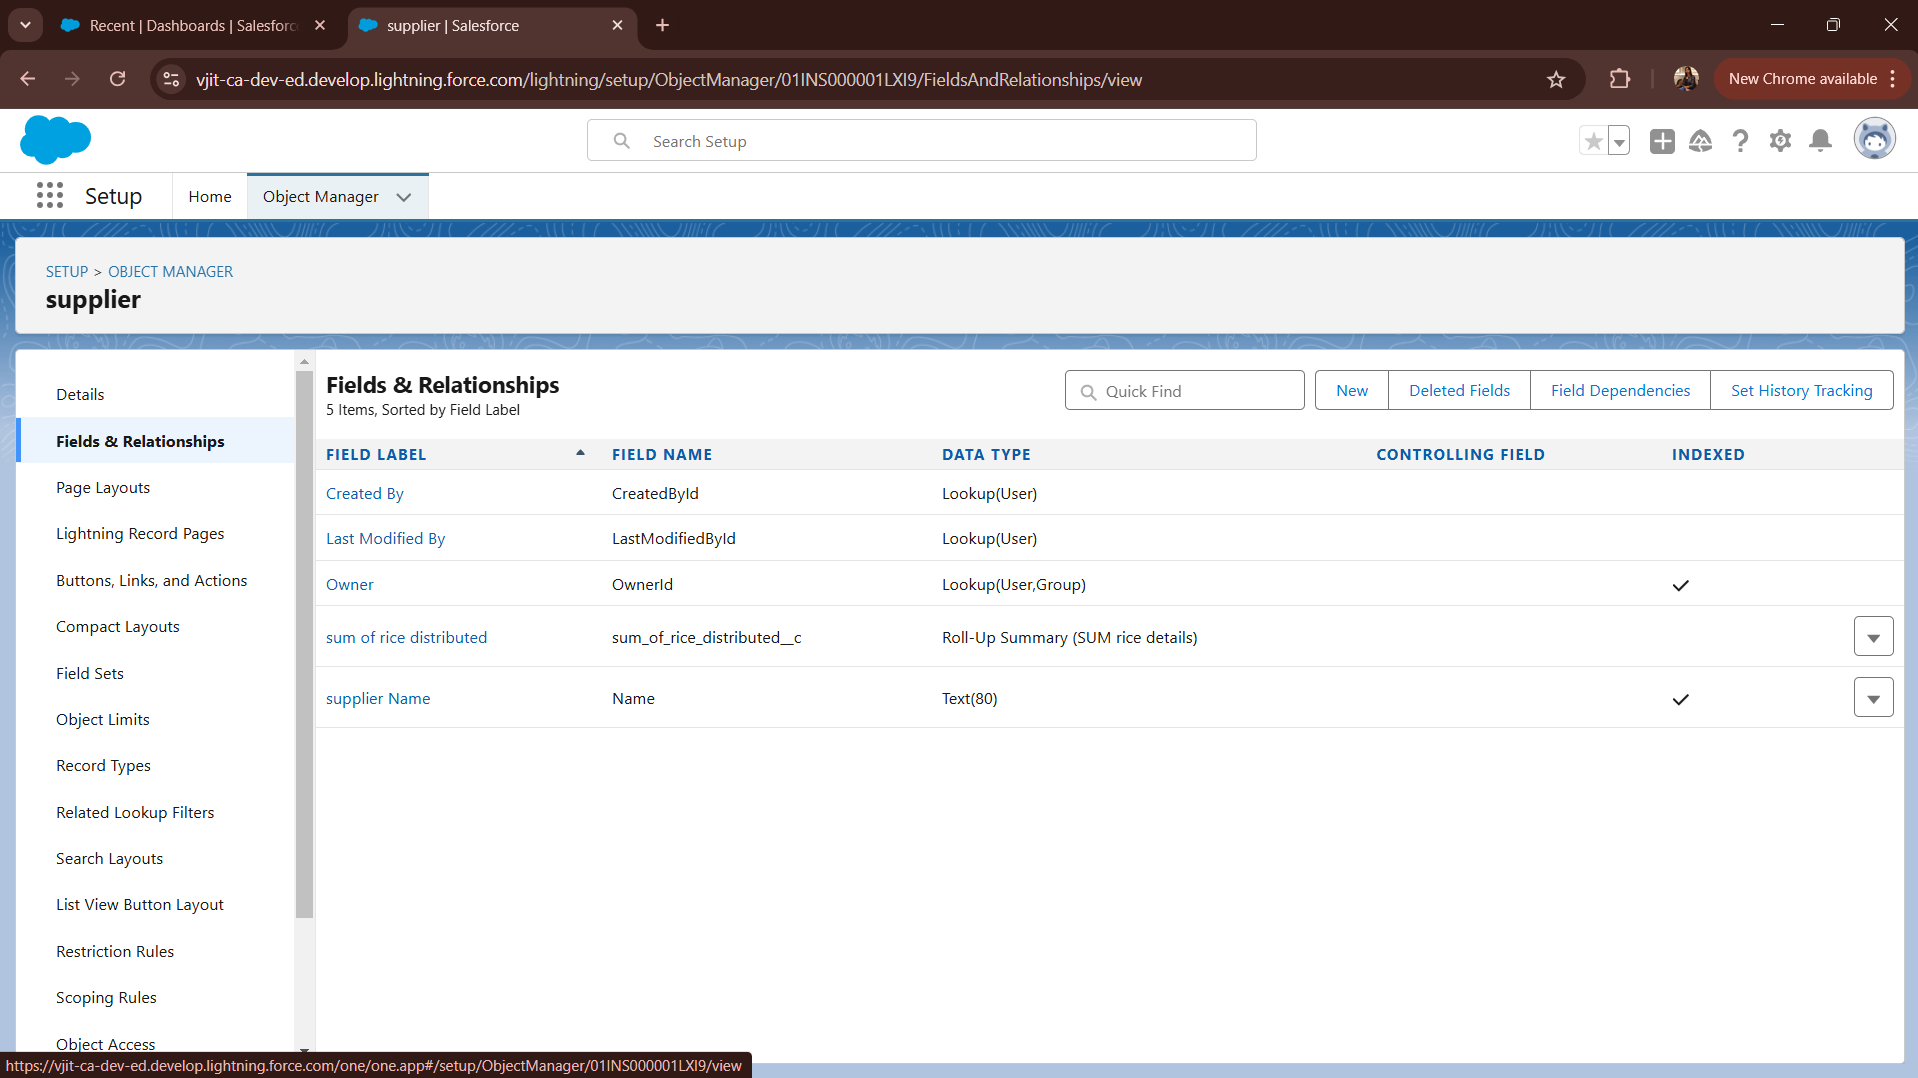 Recent | Dashboards | Salesforc
supplier | Salesforce
vjit-ca-dev-ed.develop.lightning.force.com/lightning/setup/ObjectManager/01INS000001LXI9/FieldsAndRelationships/view
New Chrome available
Search Setup
Setup
Home
Object Manager
SETUP > OBJECT MANAGER
supplier
Details
Fields & Relationships
Page Layouts
Lightning Record Pages
Buttons, Links, and Actions
Compact Layouts
Field Sets
Object Limits
Record Types
Related Lookup Filters
Search Layouts
List View Button Layout
Restriction Rules
Scoping Rules
Object Access
Fields & Relationships
5 Items, Sorted by Field Label
Quick Find
New
Deleted Fields
Field Dependencies
Set History Tracking
FIELD LABEL FIELD NAME DATA TYPE CONTROLLING FIELD INDEXED
Created By CreatedById Lookup(User)
Last Modified By LastModifiedById Lookup(User)
Owner OwnerId Lookup(User,Group)
sum of rice distributed sum_of_rice_distributed__c Roll-Up Summary (SUM rice details)
supplier Name Name Text(80)
https://vjit-ca-dev-ed.develop.lightning.force.com/one/one.app#/setup/ObjectManager/01INS000001LXI9/view